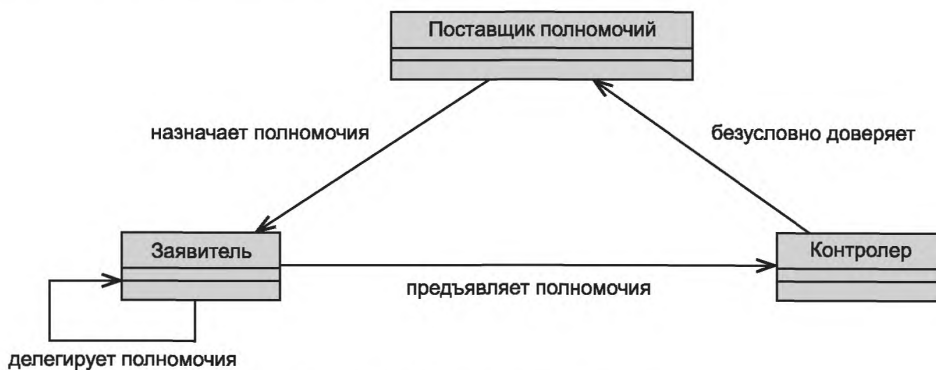 Поставщик полномочий
назначает полномочия
безусловно доверяет
Заявитель
Контролер
предъявляет полномочия
делегирует полномочия